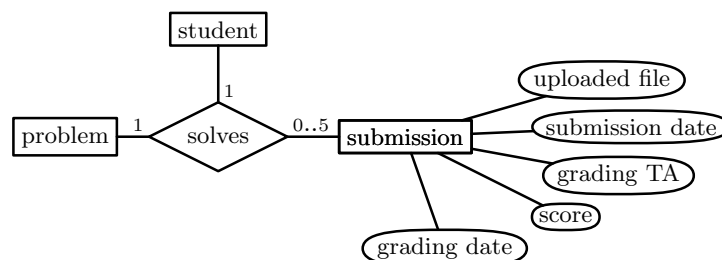 student
1
uploaded file
problem
1
solves
0..5
submission
submission date
grading TA
score
grading date